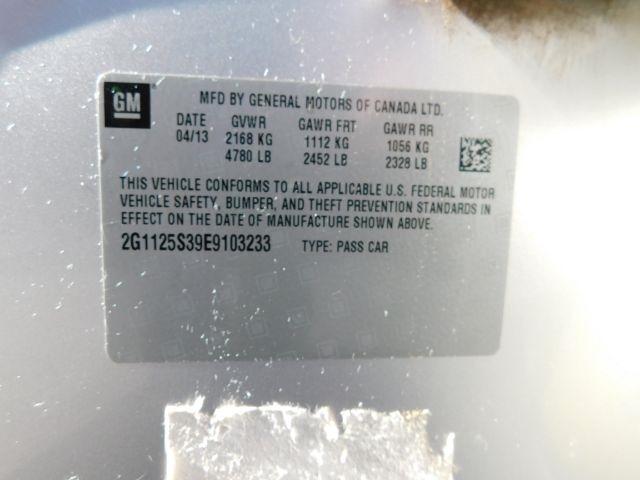 GM
MFD BY GENERAL MOTORS OF CANADA LTD.
DATE GVWR GAWR FRT GAWR RR
04/13 2168 KG 1112 KG 1056 KG
4780 LB 2452 LB 2328 LB
THIS VEHICLE CONFORMS TO ALL APPLICABLE U.S. FEDERAL MOTOR
VEHICLE SAFETY, BUMPER, AND THEFT PREVENTION STANDARDS IN
EFFECT ON THE DATE OF MANUFACTURE SHOWN ABOVE.
2G1125S39E9103233 TYPE: PASS CAR